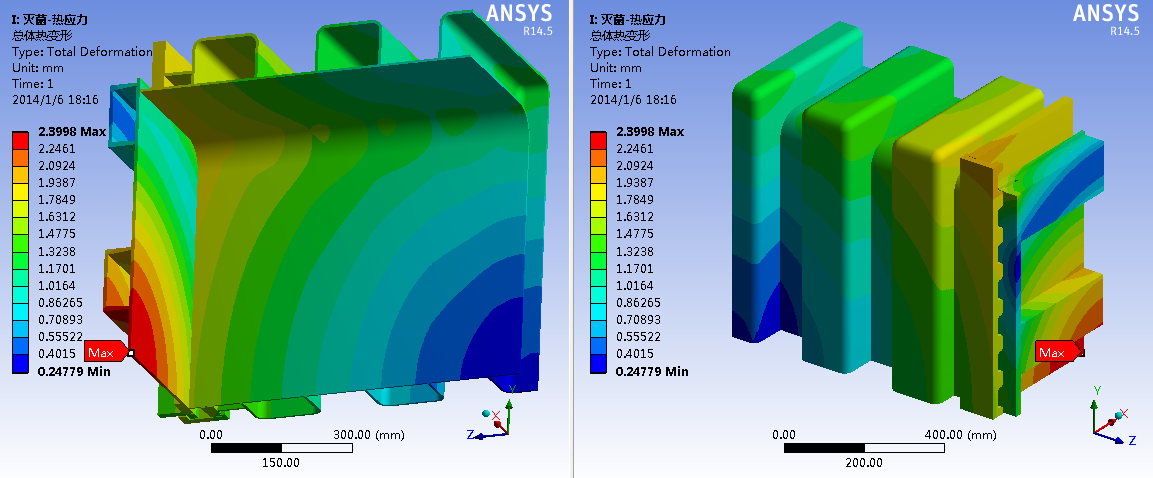 ANSYS
R14.5
I: 灭菌-热应力
总体热变形
Type: Total Deformation
Unit: mm
Time: 1
2014/1/6 18:16
2.3998 Max
2.2461
2.0924
1.9387
1.7849
1.6312
1.4775
1.3238
1.1701
1.0164
0.86265
0.70893
0.55522
0.4015
0.24779 Min
Max
Y
X
Z
0.00
300.00 (mm)
150.00
ANSYS
R14.5
I: 灭菌-热应力
总体热变形
Type: Total Deformation
Unit: mm
Time: 1
2014/1/6 18:16
2.3998 Max
2.2461
2.0924
1.9387
1.7849
1.6312
1.4775
1.3238
1.1701
1.0164
0.86265
0.70893
0.55522
0.4015
0.24779 Min
Max
Y
X
Z
0.00
400.00 (mm)
200.00